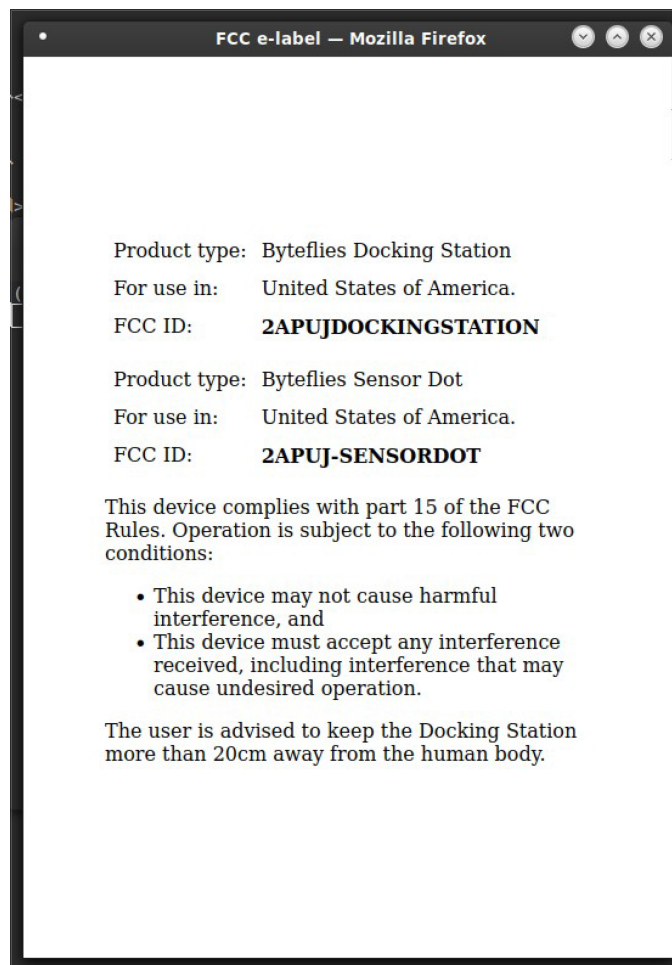 FCC e-label — Mozilla Firefox
Product type: Byteflies Docking Station
For use in: United States of America.
FCC ID: 2APUJDOCKINGSTATION
Product type: Byteflies Sensor Dot
For use in: United States of America.
FCC ID: 2APUJ-SENSORDOT
This device complies with part 15 of the FCC
Rules. Operation is subject to the following two
conditions:
• This device may not cause harmful
interference, and
• This device must accept any interference
received, including interference that may
cause undesired operation.
The user is advised to keep the Docking Station
more than 20cm away from the human body.